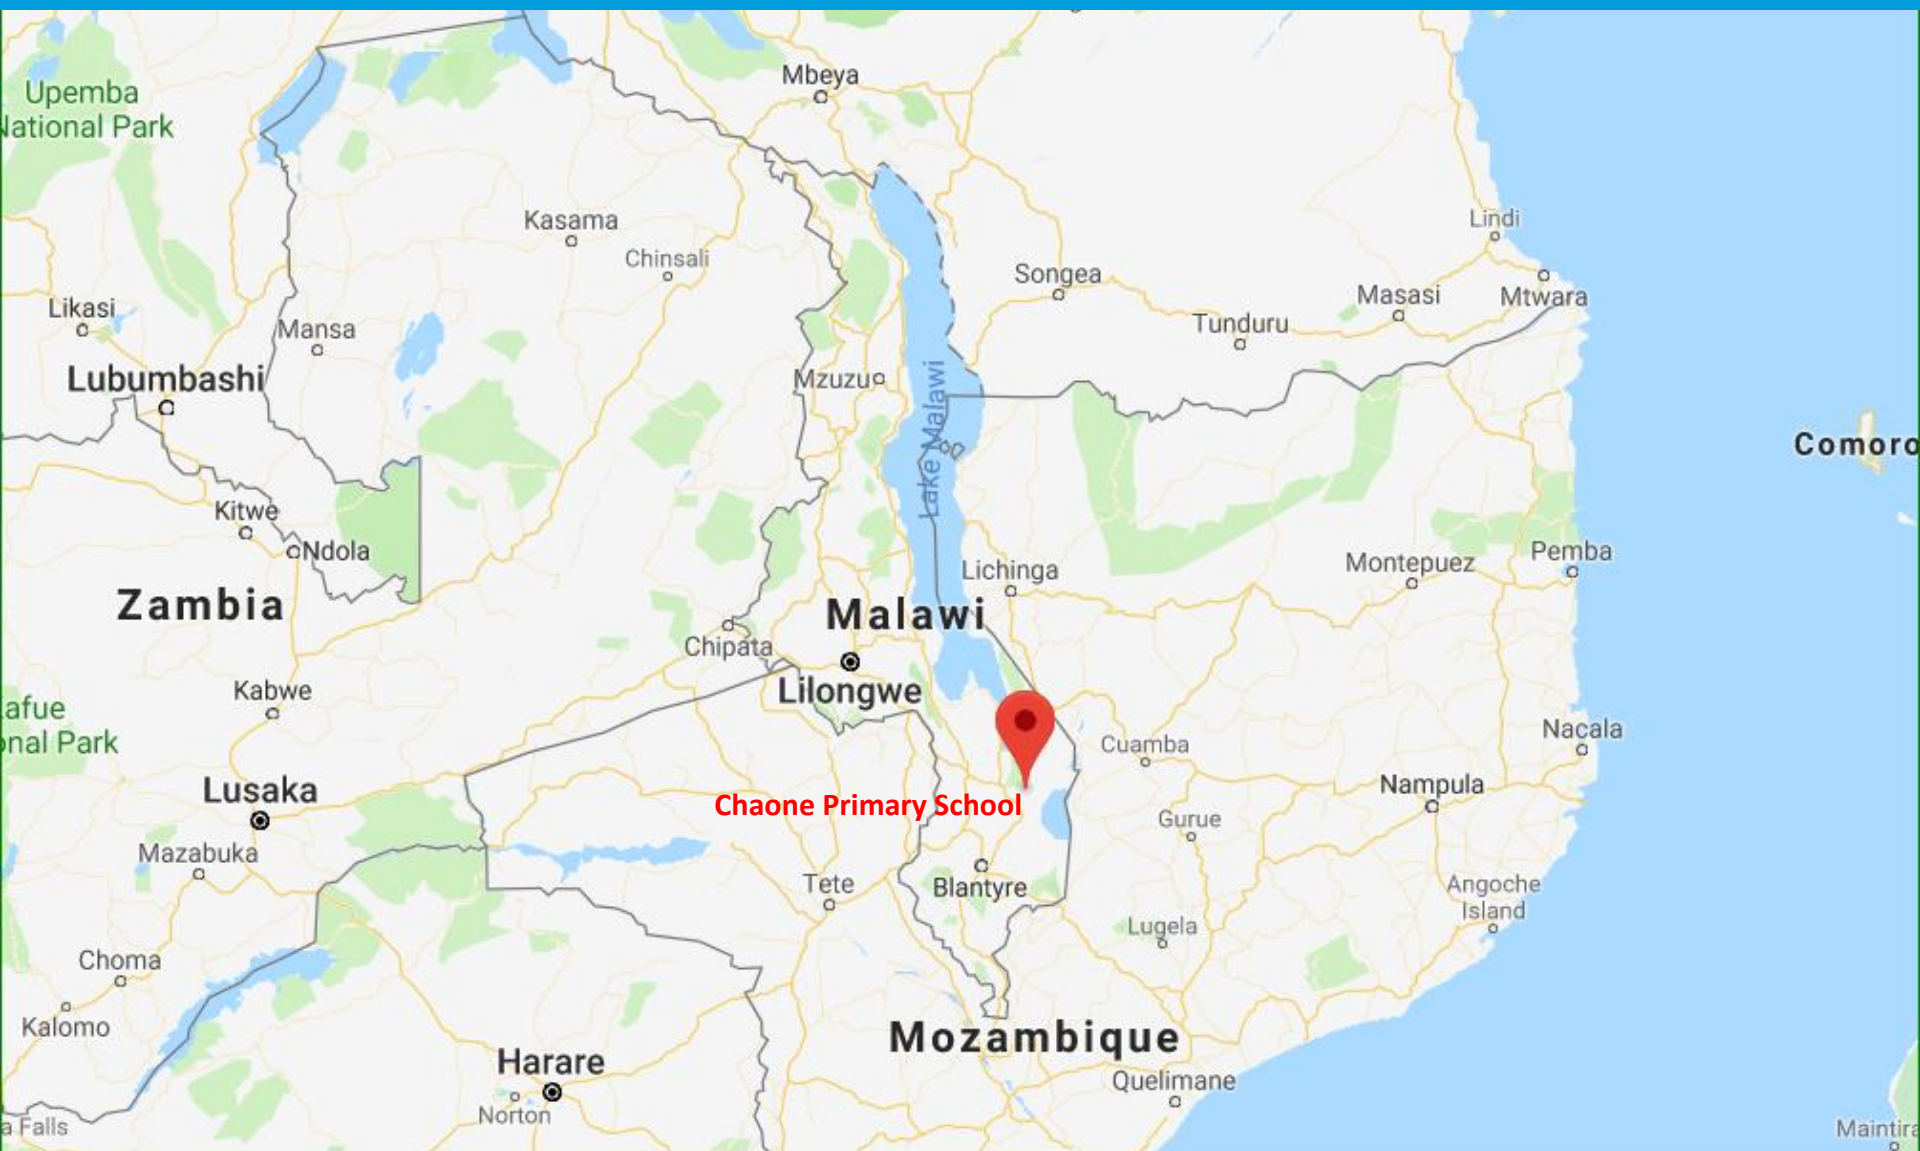 Mbeya
Upemba
National Park
Kasama
Chinsali
Lindi
Songea
Likasi
Mansa
Masasi
Mtwara
Tunduru
Lubumbashi
Mzuzu
Lake Malawi
Comoro
Kitwe
Ndola
Lichinga
Montepuez
Pemba
Zambia
Malawi
Chipata
Lilongwe
Kabwe
afue
onal Park
Cuamba
Nacala
Lusaka
Chaone Primary School
Nampula
Gurue
Mazabuka
Tete
Blantyre
Angoche
Island
Lugela
Choma
Kalomo
Mozambique
Harare
Quelimane
Norton
a Falls
Maintira